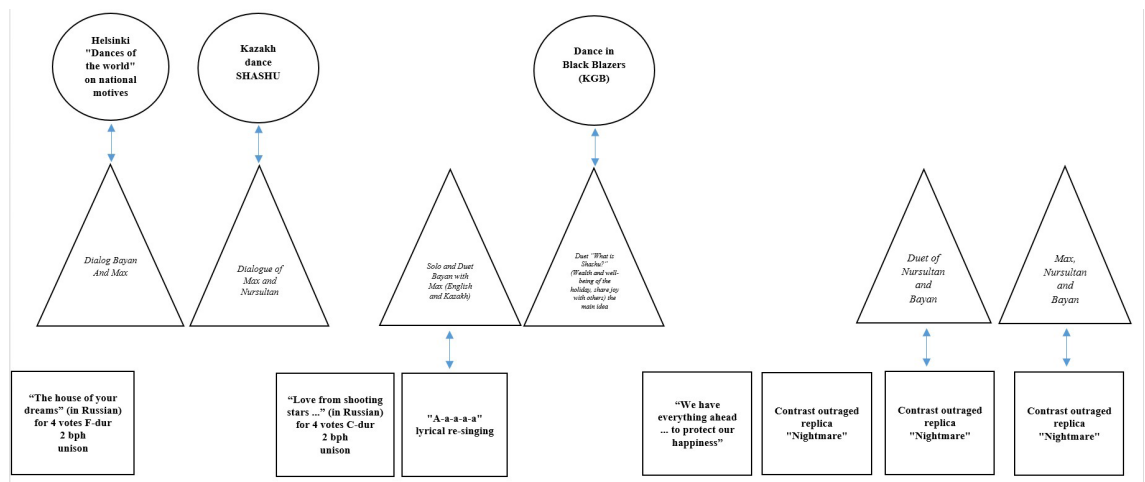 Helsinki
"Dances of
the world"
on national
motives
Kazakh
dance
SHASHU
Dance in
Black Blazers
(KGB)
Dialog Bayan
And Max
Dialogue of
Max and
Nursultan
Solo and Duet
Bayan with
Max (English
and Kazakh)
Duet "What is
Shashu?"
(Wealth and well-
being of the
holiday, share joy
with others) the
main idea
Duet of
Nursultan
and
Bayan
Max,
Nursultan
and
Bayan
“The house of your
dreams” (in Russian)
for 4 votes F-dur
2 bph
unison
“Love from shooting
stars ...” (in Russian)
for 4 votes C-dur
2 bph
unison
"A-a-a-a-a"
lyrical re-singing
“We have
everything ahead
... to protect our
happiness”
Contrast outraged
replica
"Nightmare"
Contrast outraged
replica
"Nightmare"
Contrast outraged
replica
"Nightmare"